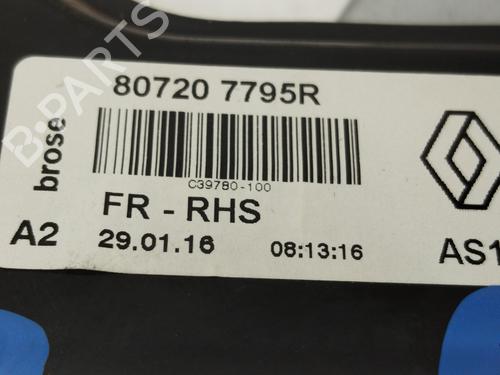 80720 7795R
brose
C39780-100
FR - RHS
A2
29.01.16
08:13:16
AS1
B-PARTS